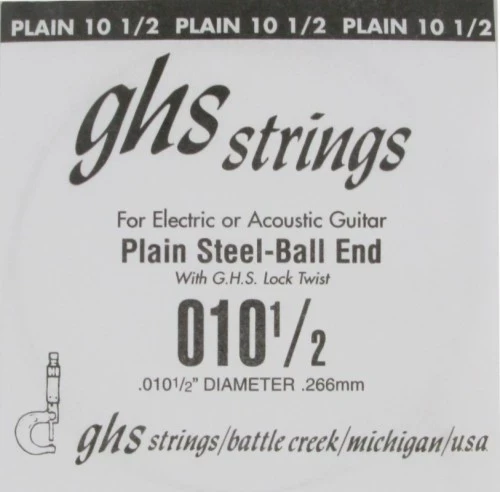 PLAIN 10 1/2 PLAIN 10 1/2 PLAIN 10 1/2
ghs strings
For Electric or Acoustic Guitar
Plain Steel-Ball End
With G.H.S. Lock Twist
010 1/2
.010 1/2" DIAMETER .266mm
ghs strings/battle creek/michigan/u.s.a.